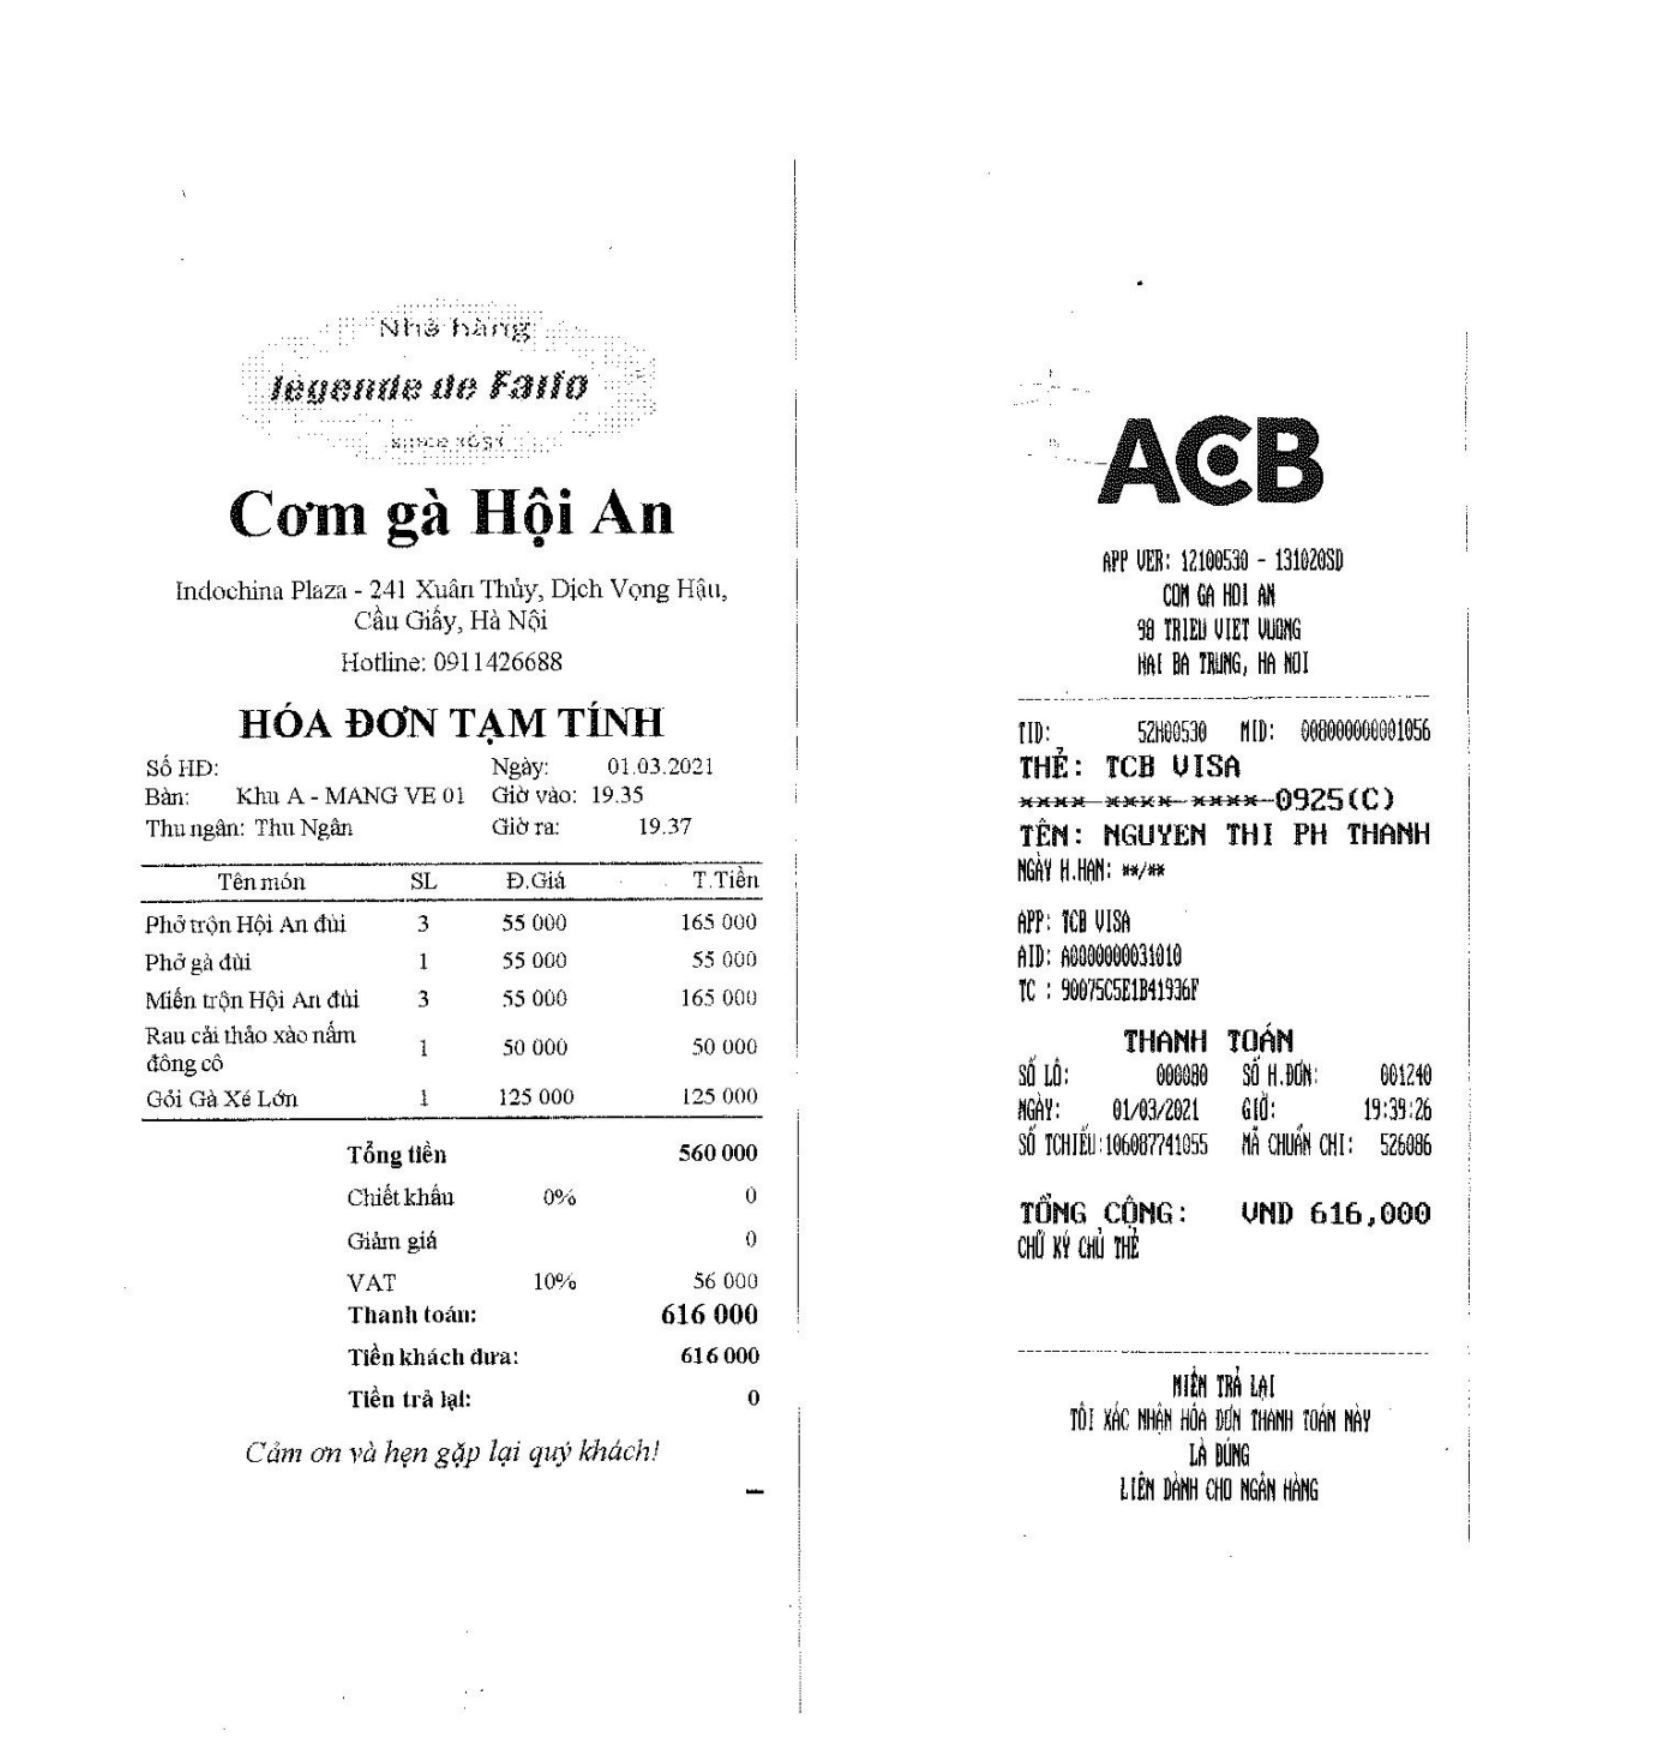 Nhà hàng
légende de Faifo
since
Cơm gà Hội An
Indochina Plaza - 241 Xuân Thủy, Dịch Vọng Hậu,
Cầu Giấy, Hà Nội
Hotline: 0911426688
HÓA ĐƠN TẠM TÍNH
Số HĐ: Ngày: 01.03.2021
Bàn: Khu A - MANG VE 01 Giờ vào: 19.35
Thu ngân: Thu Ngân Giờ ra: 19.37
Tên món SL Đ.Giá T.Tiền
Phở trộn Hội An đùi 3 55 000 165 000
Phở gà đùi 1 55 000 55 000
Miến trộn Hội An đùi 3 55 000 165 000
Rau cải thảo xào nấm
đông cô 1 50 000 50 000
Gỏi Gà Xé Lớn 1 125 000 125 000
Tổng tiền 560 000
Chiết khấu 0% 0
Giảm giá 0
VAT 10% 56 000
Thanh toán: 616 000
Tiền khách đưa: 616 000
Tiền trả lại: 0
Cảm ơn và hẹn gặp lại quý khách!
ACB
APP VER: 12100530 - 131020SD
COM GA HOI AN
98 TRIEU VIET VUONG
HAI BA TRUNG, HA NOI
TID: 52H00530 MID: 008000000001056
THẺ: TCB VISA
**** **** **** 0925(C)
TÊN: NGUYEN THI PH THANH
NGÀY H.HẠN: **/**
APP: TCB VISA
AID: A0000000031010
TC : 90075C5E1B41936F
THANH TOÁN
SỐ LÔ: 000080 SỐ H.ĐƠN: 001240
NGÀY: 01/03/2021 GIỜ: 19:39:26
SỐ TCHIẾU:106087741055 MÃ CHUẨN CHI: 526086
TỔNG CỘNG: VND 616,000
CHỮ KÝ CHỦ THẺ
MIỄN TRẢ LẠI
TÔI XÁC NHẬN HÓA ĐƠN THANH TOÁN NÀY
LÀ ĐÚNG
LIÊN DÀNH CHO NGÂN HÀNG